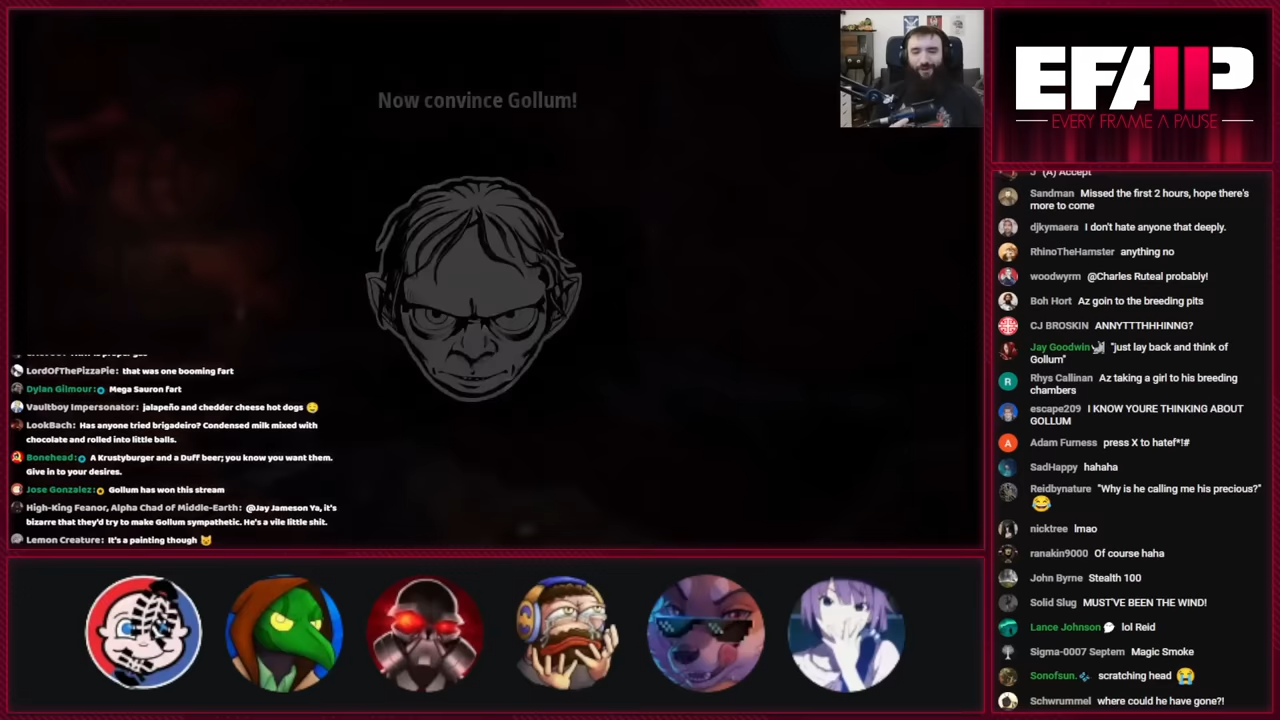 Now convince Gollum!
LordOfThePizzaPie: that was one booming fart
Dylan Gilmour: Mega Sauron fart
Vaultboy Impersonator: jalapeño and chedder cheese hot dogs
LookBach: Has anyone tried brigadeiro? Condensed milk mixed with
chocolate and rolled into little balls.
Bonehead: A Krustyburger and a Duff beer; you know you want them.
Give in to your desires.
Jose Gonzalez: Gollum has won this stream
High-King Feanor, Alpha Chad of Middle-Earth: @Jay Jameson Ya, it's
bizarre that they'd try to make Gollum sympathetic. He's a vile little shit.
Lemon Creature: It's a painting though
EFAP
EVERY FRAME A PAUSE
J (A) Accept
Sandman Missed the first 2 hours, hope there's
more to come
djkymaera I don't hate anyone that deeply.
RhinoTheHamster anything no
woodwyrm @Charles Ruteal probably!
Boh Hort Az goin to the breeding pits
CJ BROSKIN ANNYTTTHHHINNG?
Jay Goodwin "just lay back and think of
Gollum"
R Rhys Callinan Az taking a girl to his breeding
chambers
escape209 I KNOW YOURE THINKING ABOUT
GOLLUM
A Adam Furness press X to hatef*!#
SadHappy hahaha
Reidbynature "Why is he calling me his precious?"
nicktree lmao
ranakin9000 Of course haha
John Byrne Stealth 100
Solid Slug MUST'VE BEEN THE WIND!
Lance Johnson lol Reid
Sigma-0007 Septem Magic Smoke
Sonofsun. scratching head
Schwrummel where could he have gone?!